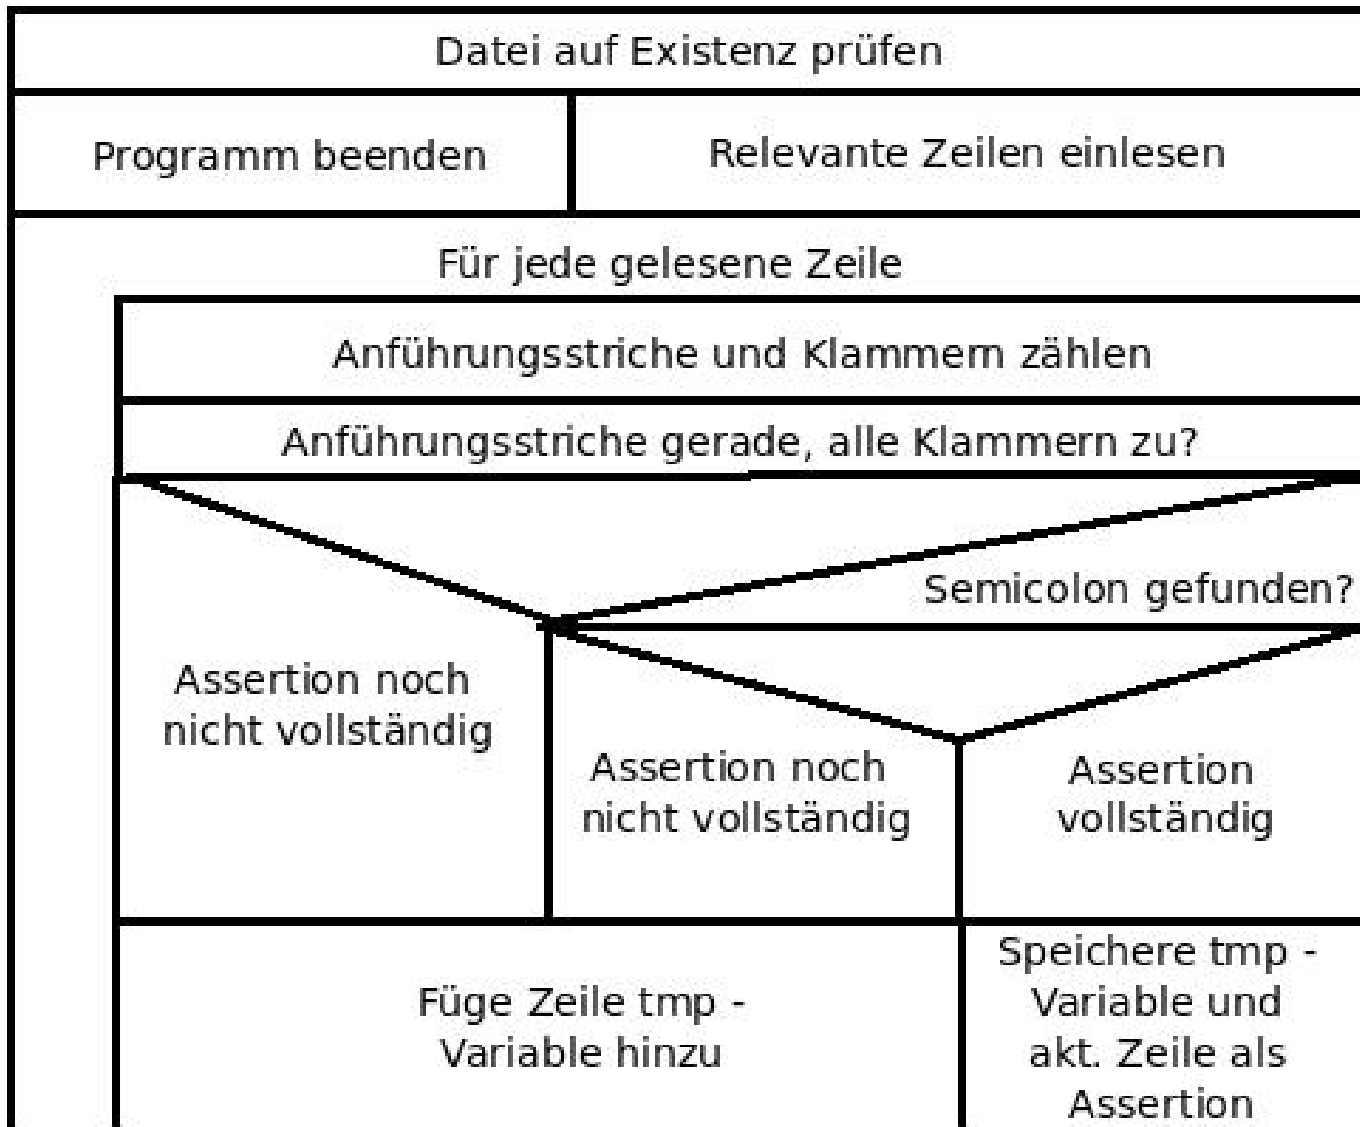 Datei auf Existenz prüfen
Programm beenden
Relevante Zeilen einlesen
Für jede gelesene Zeile
Anführungsstriche und Klammern zählen
Anführungsstriche gerade, alle Klammern zu?
Semicolon gefunden?
Assertion noch
nicht vollständig
Assertion noch
nicht vollständig
Assertion
vollständig
Füge Zeile tmp -
Variable hinzu
Speichere tmp -
Variable und
akt. Zeile als
Assertion